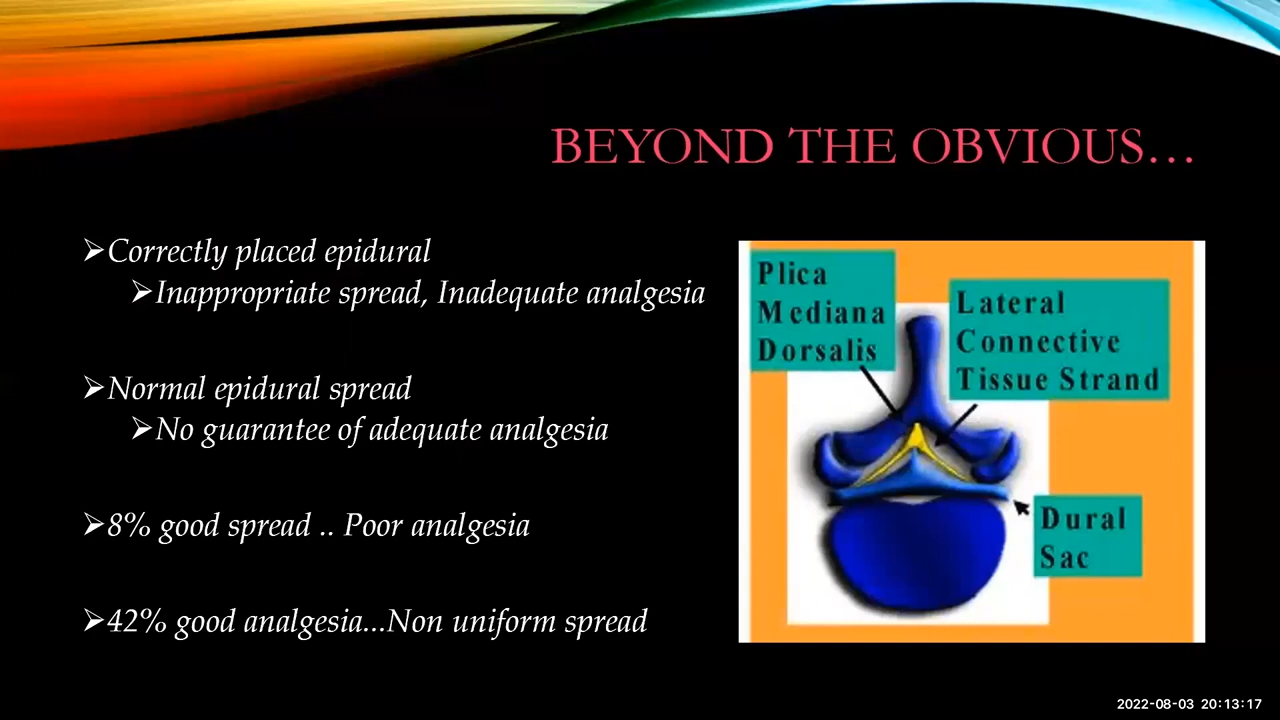 BEYOND THE OBVIOUS…
➢Correctly placed epidural
➢Inappropriate spread, Inadequate analgesia
➢Normal epidural spread
➢No guarantee of adequate analgesia
➢8% good spread .. Poor analgesia
➢42% good analgesia...Non uniform spread
Plica
Mediana
Dorsalis
Lateral
Connective
Tissue Strand
Dural
Sac
2022-08-03 20:13:17